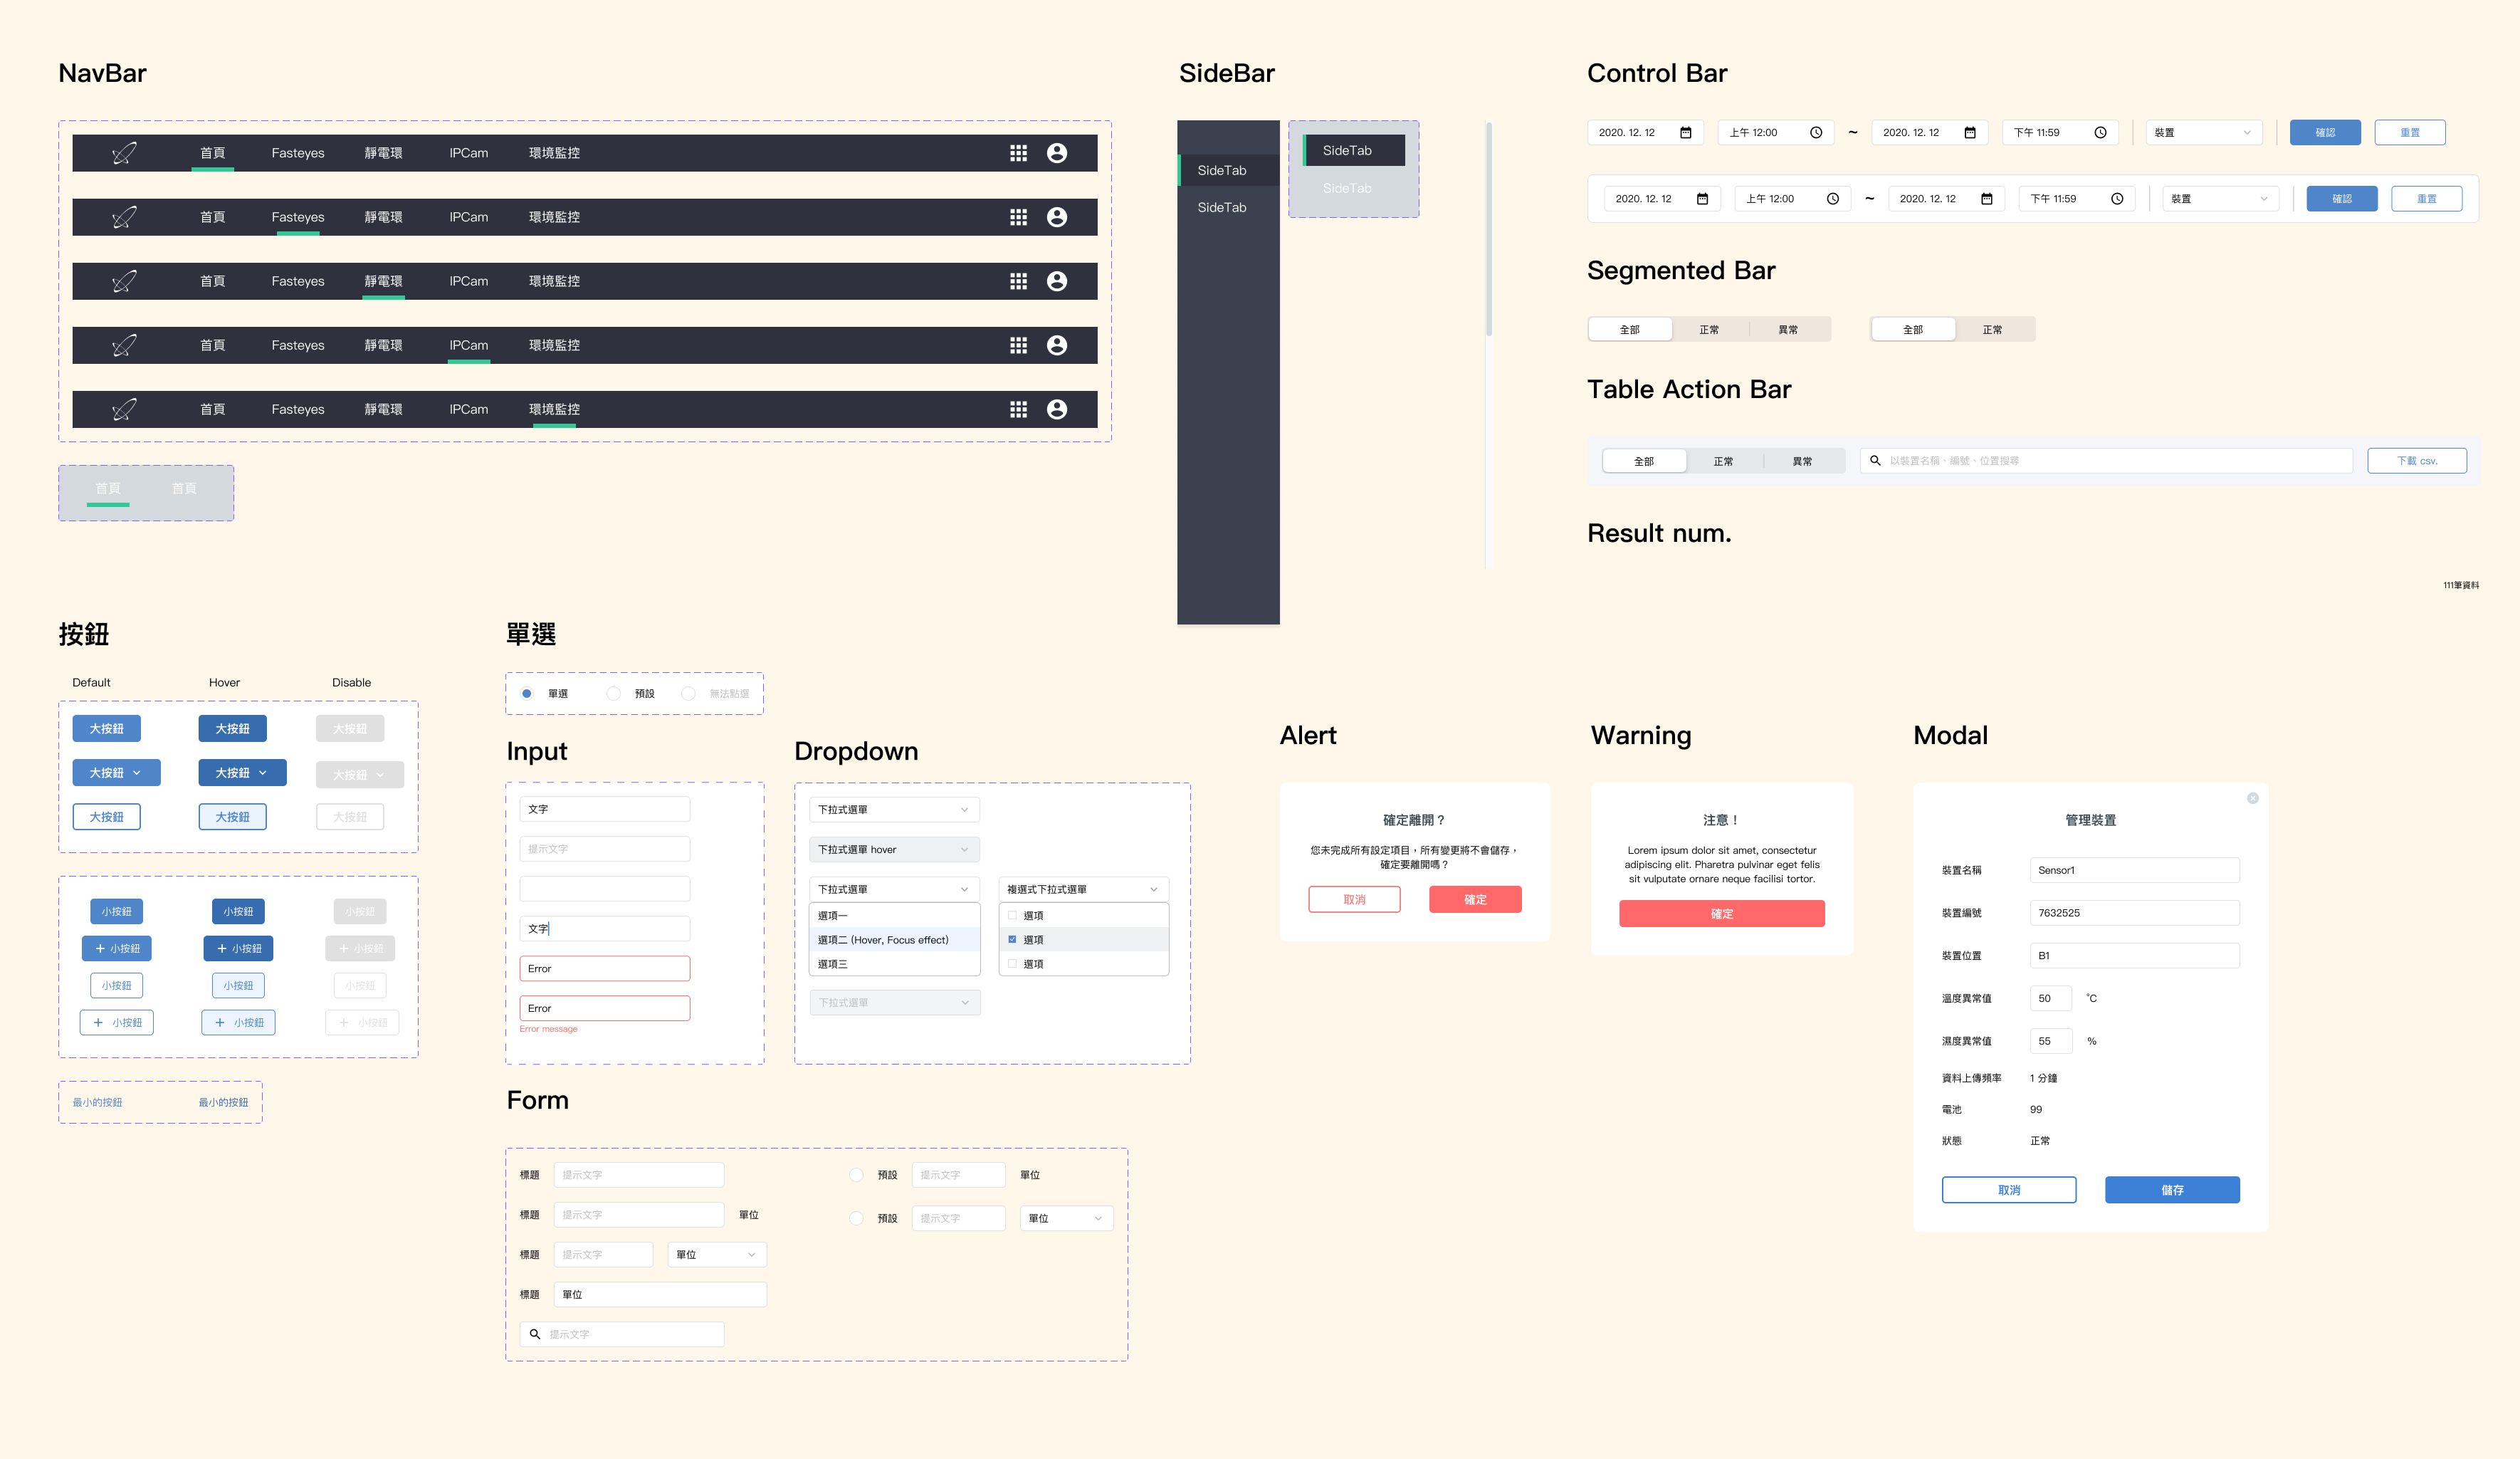 NavBar
首頁 Fasteyes 靜電環 IPCam 環境監控
首頁 Fasteyes 靜電環 IPCam 環境監控
首頁 Fasteyes 靜電環 IPCam 環境監控
首頁 Fasteyes 靜電環 IPCam 環境監控
首頁 Fasteyes 靜電環 IPCam 環境監控
首頁 首頁
SideBar
SideTab
SideTab
SideTab
SideTab
Control Bar
2020. 12. 12 上午 12:00 ~ 2020. 12. 12 下午 11:59 裝置 確認 重置
2020. 12. 12 上午 12:00 ~ 2020. 12. 12 下午 11:59 裝置 確認 重置
Segmented Bar
全部 正常 異常 全部 正常
Table Action Bar
全部 正常 異常 以裝置名稱、編號、位置搜尋 下載 csv.
Result num.
111筆資料
按鈕
Default Hover Disable
大按鈕 大按鈕 大按鈕
大按鈕 大按鈕 大按鈕
大按鈕 大按鈕 大按鈕
小按鈕 小按鈕 小按鈕
+ 小按鈕 + 小按鈕 + 小按鈕
小按鈕 小按鈕 小按鈕
+ 小按鈕 + 小按鈕 + 小按鈕
最小的按鈕 最小的按鈕
單選
單選 預設 無法點選
Input
文字
提示文字
文字
Error
Error
Error message
Dropdown
下拉式選單
下拉式選單 hover
下拉式選單
選項一
選項二 (Hover, Focus effect)
選項三
下拉式選單
複選式下拉式選單
選項
選項
選項
Form
標題 提示文字
標題 提示文字 單位
標題 提示文字 單位
標題 單位
提示文字
預設 提示文字 單位
預設 提示文字 單位
Alert
確定離開？
您未完成所有設定項目，所有變更將不會儲存，
確定要離開嗎？
取消 確定
Warning
注意！
Lorem ipsum dolor sit amet, consectetur
adipiscing elit. Pharetra pulvinar eget felis
sit vulputate ornare neque facilisi tortor.
確定
Modal
管理裝置
裝置名稱 Sensor1
裝置編號 7632525
裝置位置 B1
溫度異常值 50 °C
濕度異常值 55 %
資料上傳頻率 1 分鐘
電池 99
狀態 正常
取消 儲存